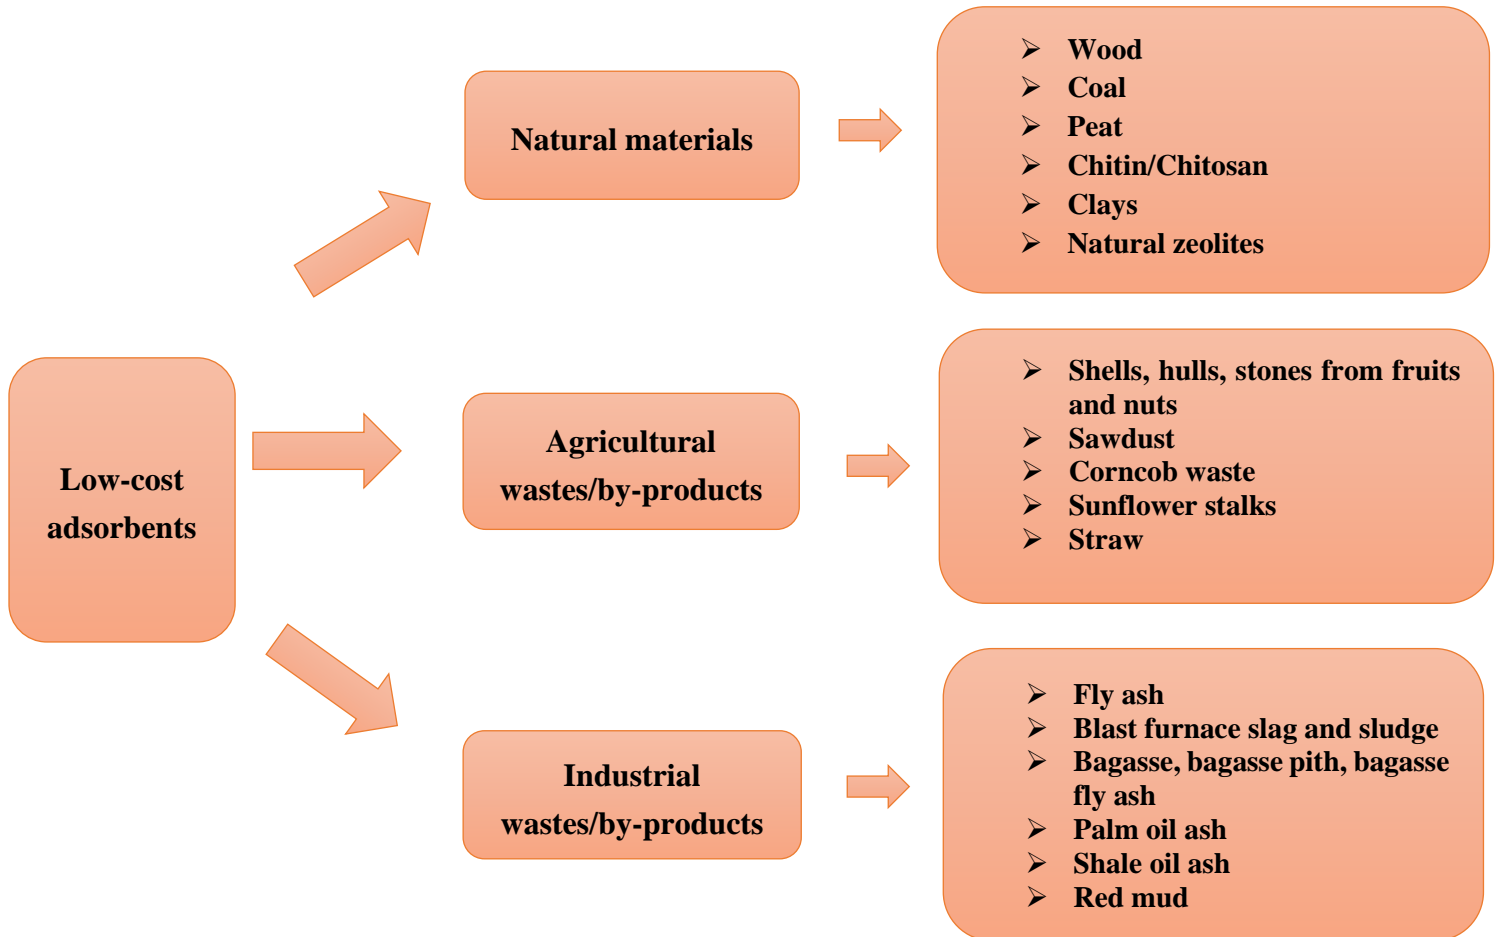 Low-cost
adsorbents
Natural materials
➢ Wood
➢ Coal
➢ Peat
➢ Chitin/Chitosan
➢ Clays
➢ Natural zeolites
Agricultural
wastes/by-products
➢ Shells, hulls, stones from fruits
and nuts
➢ Sawdust
➢ Corncob waste
➢ Sunflower stalks
➢ Straw
Industrial
wastes/by-products
➢ Fly ash
➢ Blast furnace slag and sludge
➢ Bagasse, bagasse pith, bagasse
fly ash
➢ Palm oil ash
➢ Shale oil ash
➢ Red mud